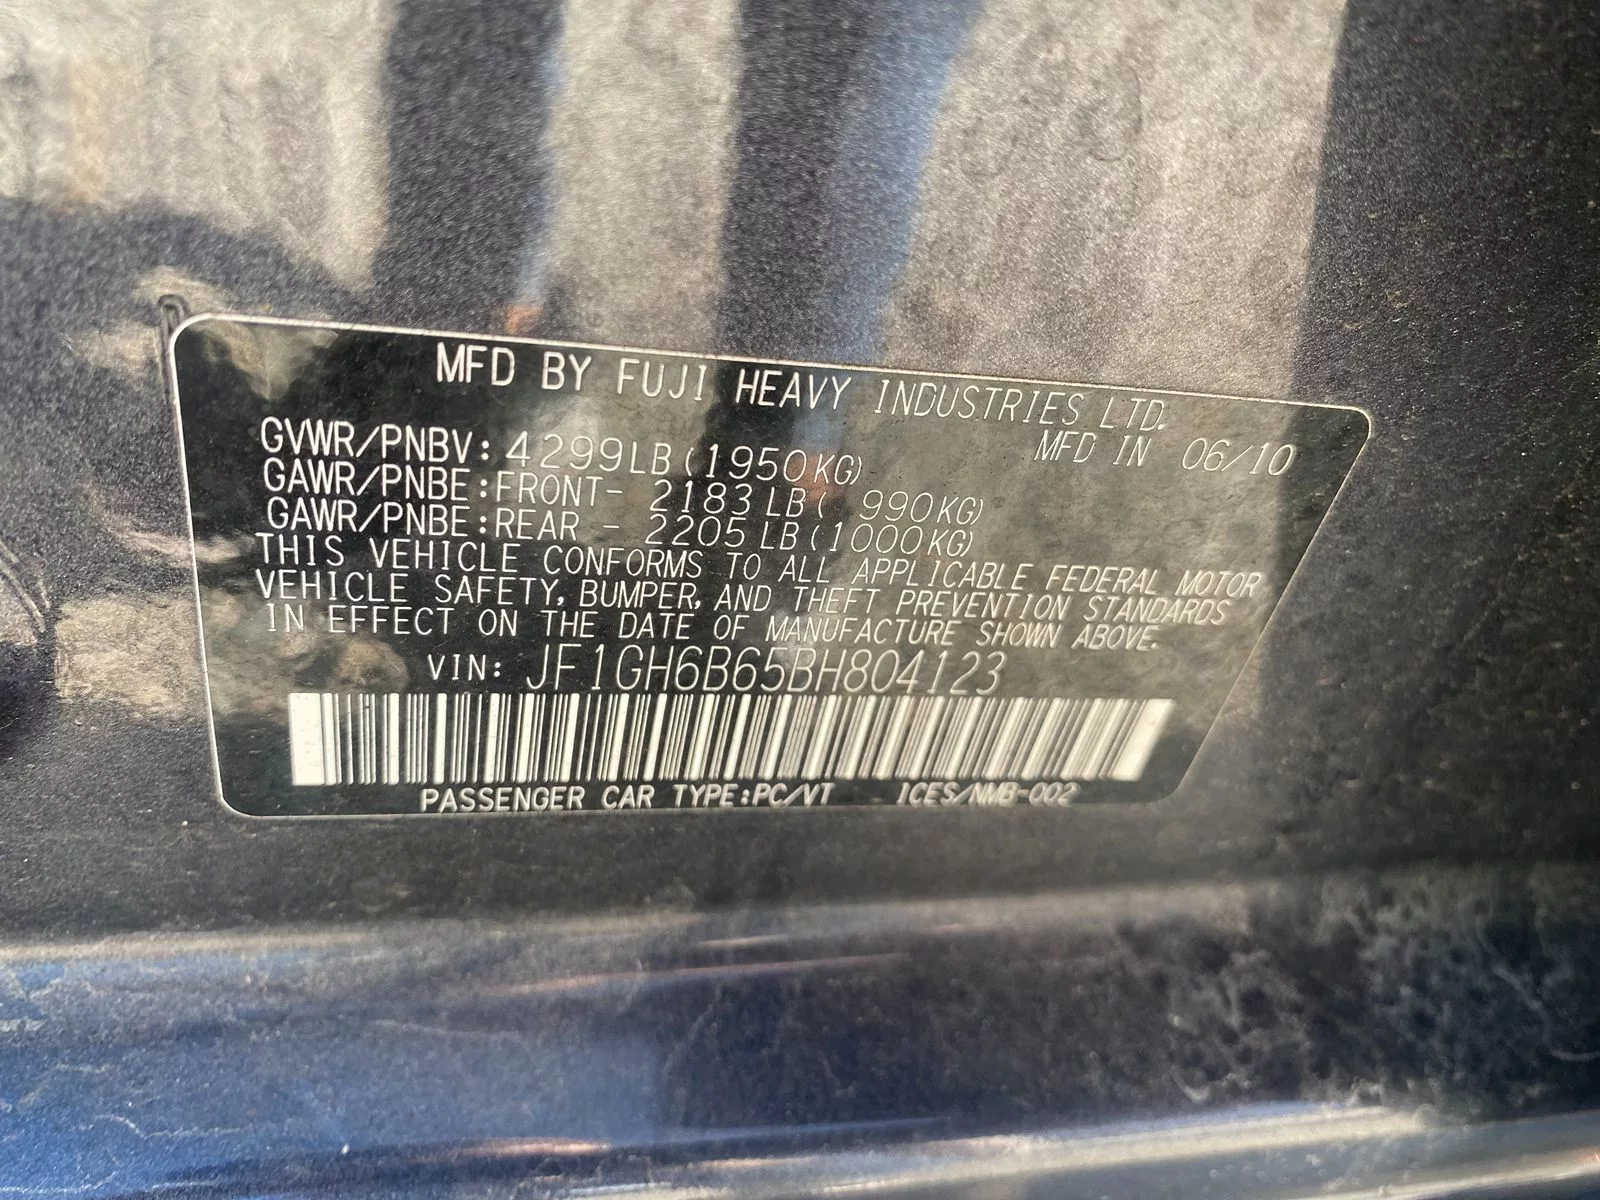 MFD BY FUJI HEAVY INDUSTRIES LTD.
MFD IN 06/10
GVWR/PNBV: 4299LB(1950KG)
GAWR/PNBE:FRONT- 2183LB( 990KG)
GAWR/PNBE:REAR - 2205LB(1000KG)
THIS VEHICLE CONFORMS TO ALL APPLICABLE FEDERAL MOTOR
VEHICLE SAFETY, BUMPER, AND THEFT PREVENTION STANDARDS
IN EFFECT ON THE DATE OF MANUFACTURE SHOWN ABOVE.
VIN: JF1GH6B65BH804123
PASSENGER CAR TYPE:PC/VT ICES/NMB-002